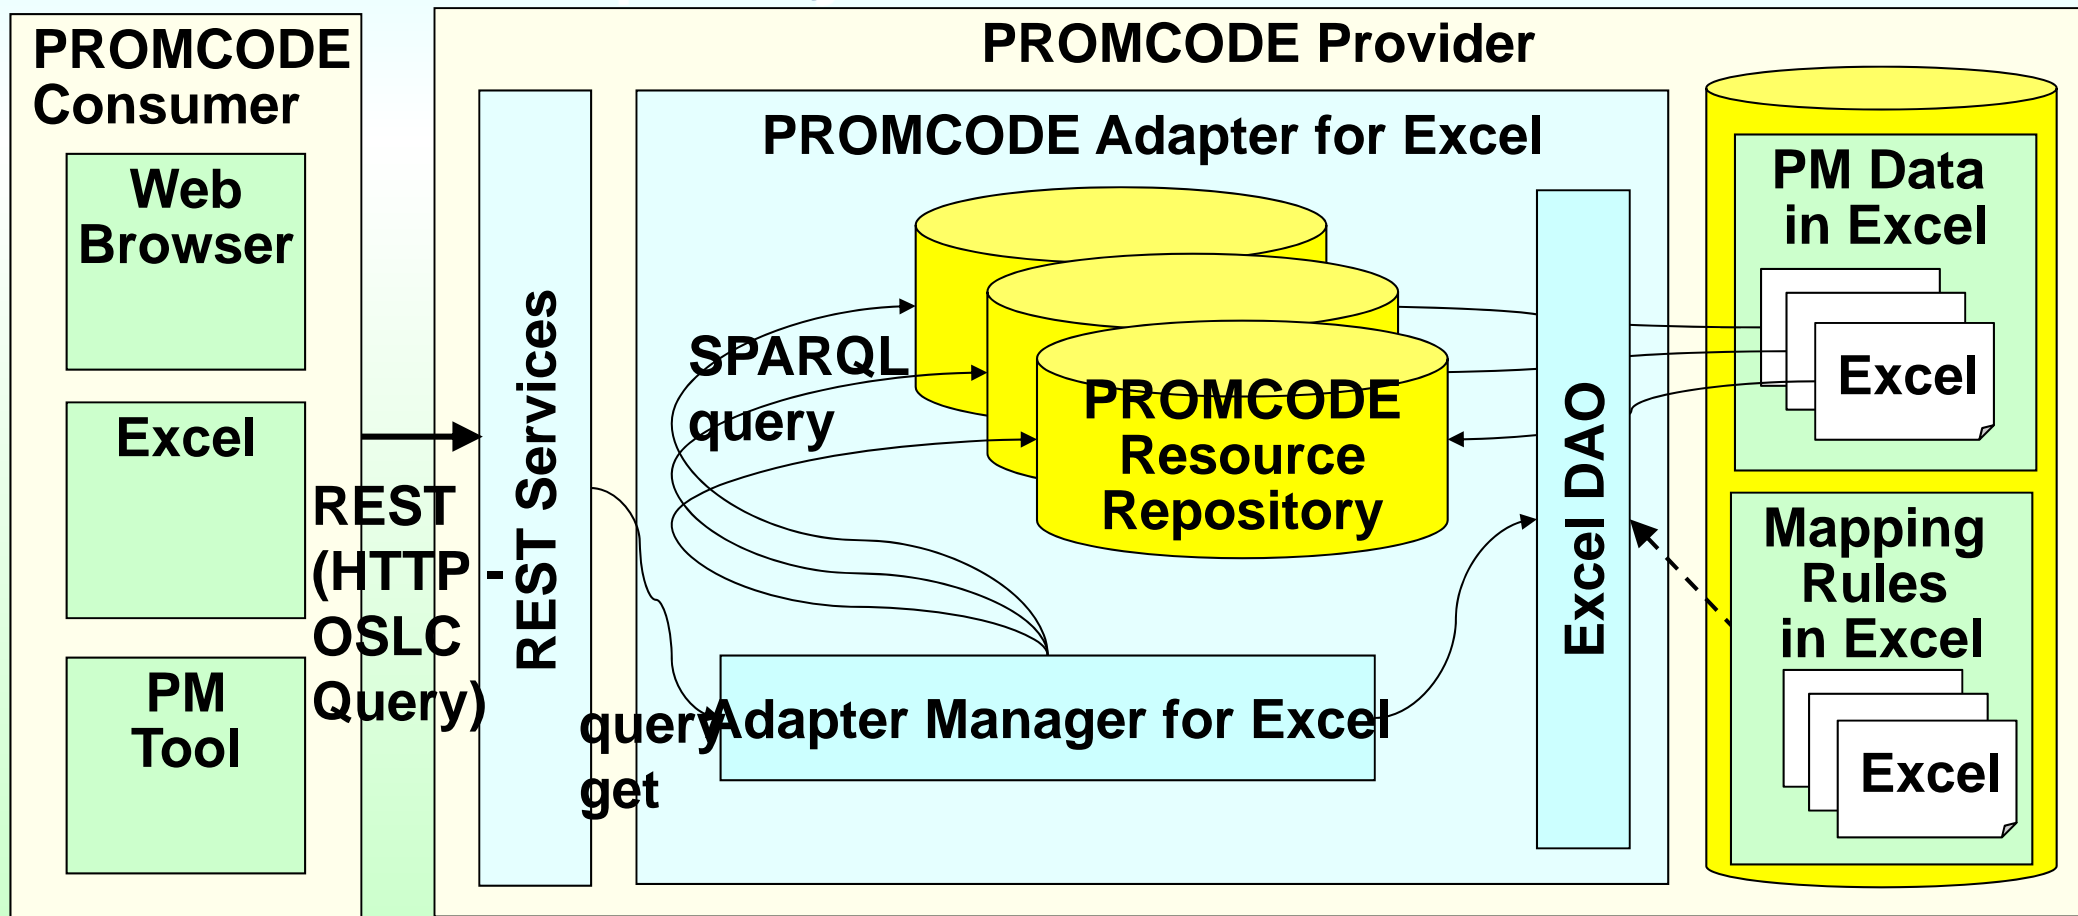 PROMCODE
Consumer
Web
Browser
Excel
PM
Tool
REST
(HTTP -
OSLC
Query)
PROMCODE Provider
REST Services
PROMCODE Adapter for Excel
SPARQL
query
PROMCODE
Resource
Repository
query
get
Adapter Manager for Excel
Excel DAO
PM Data
in Excel
Excel
Mapping
Rules
in Excel
Excel